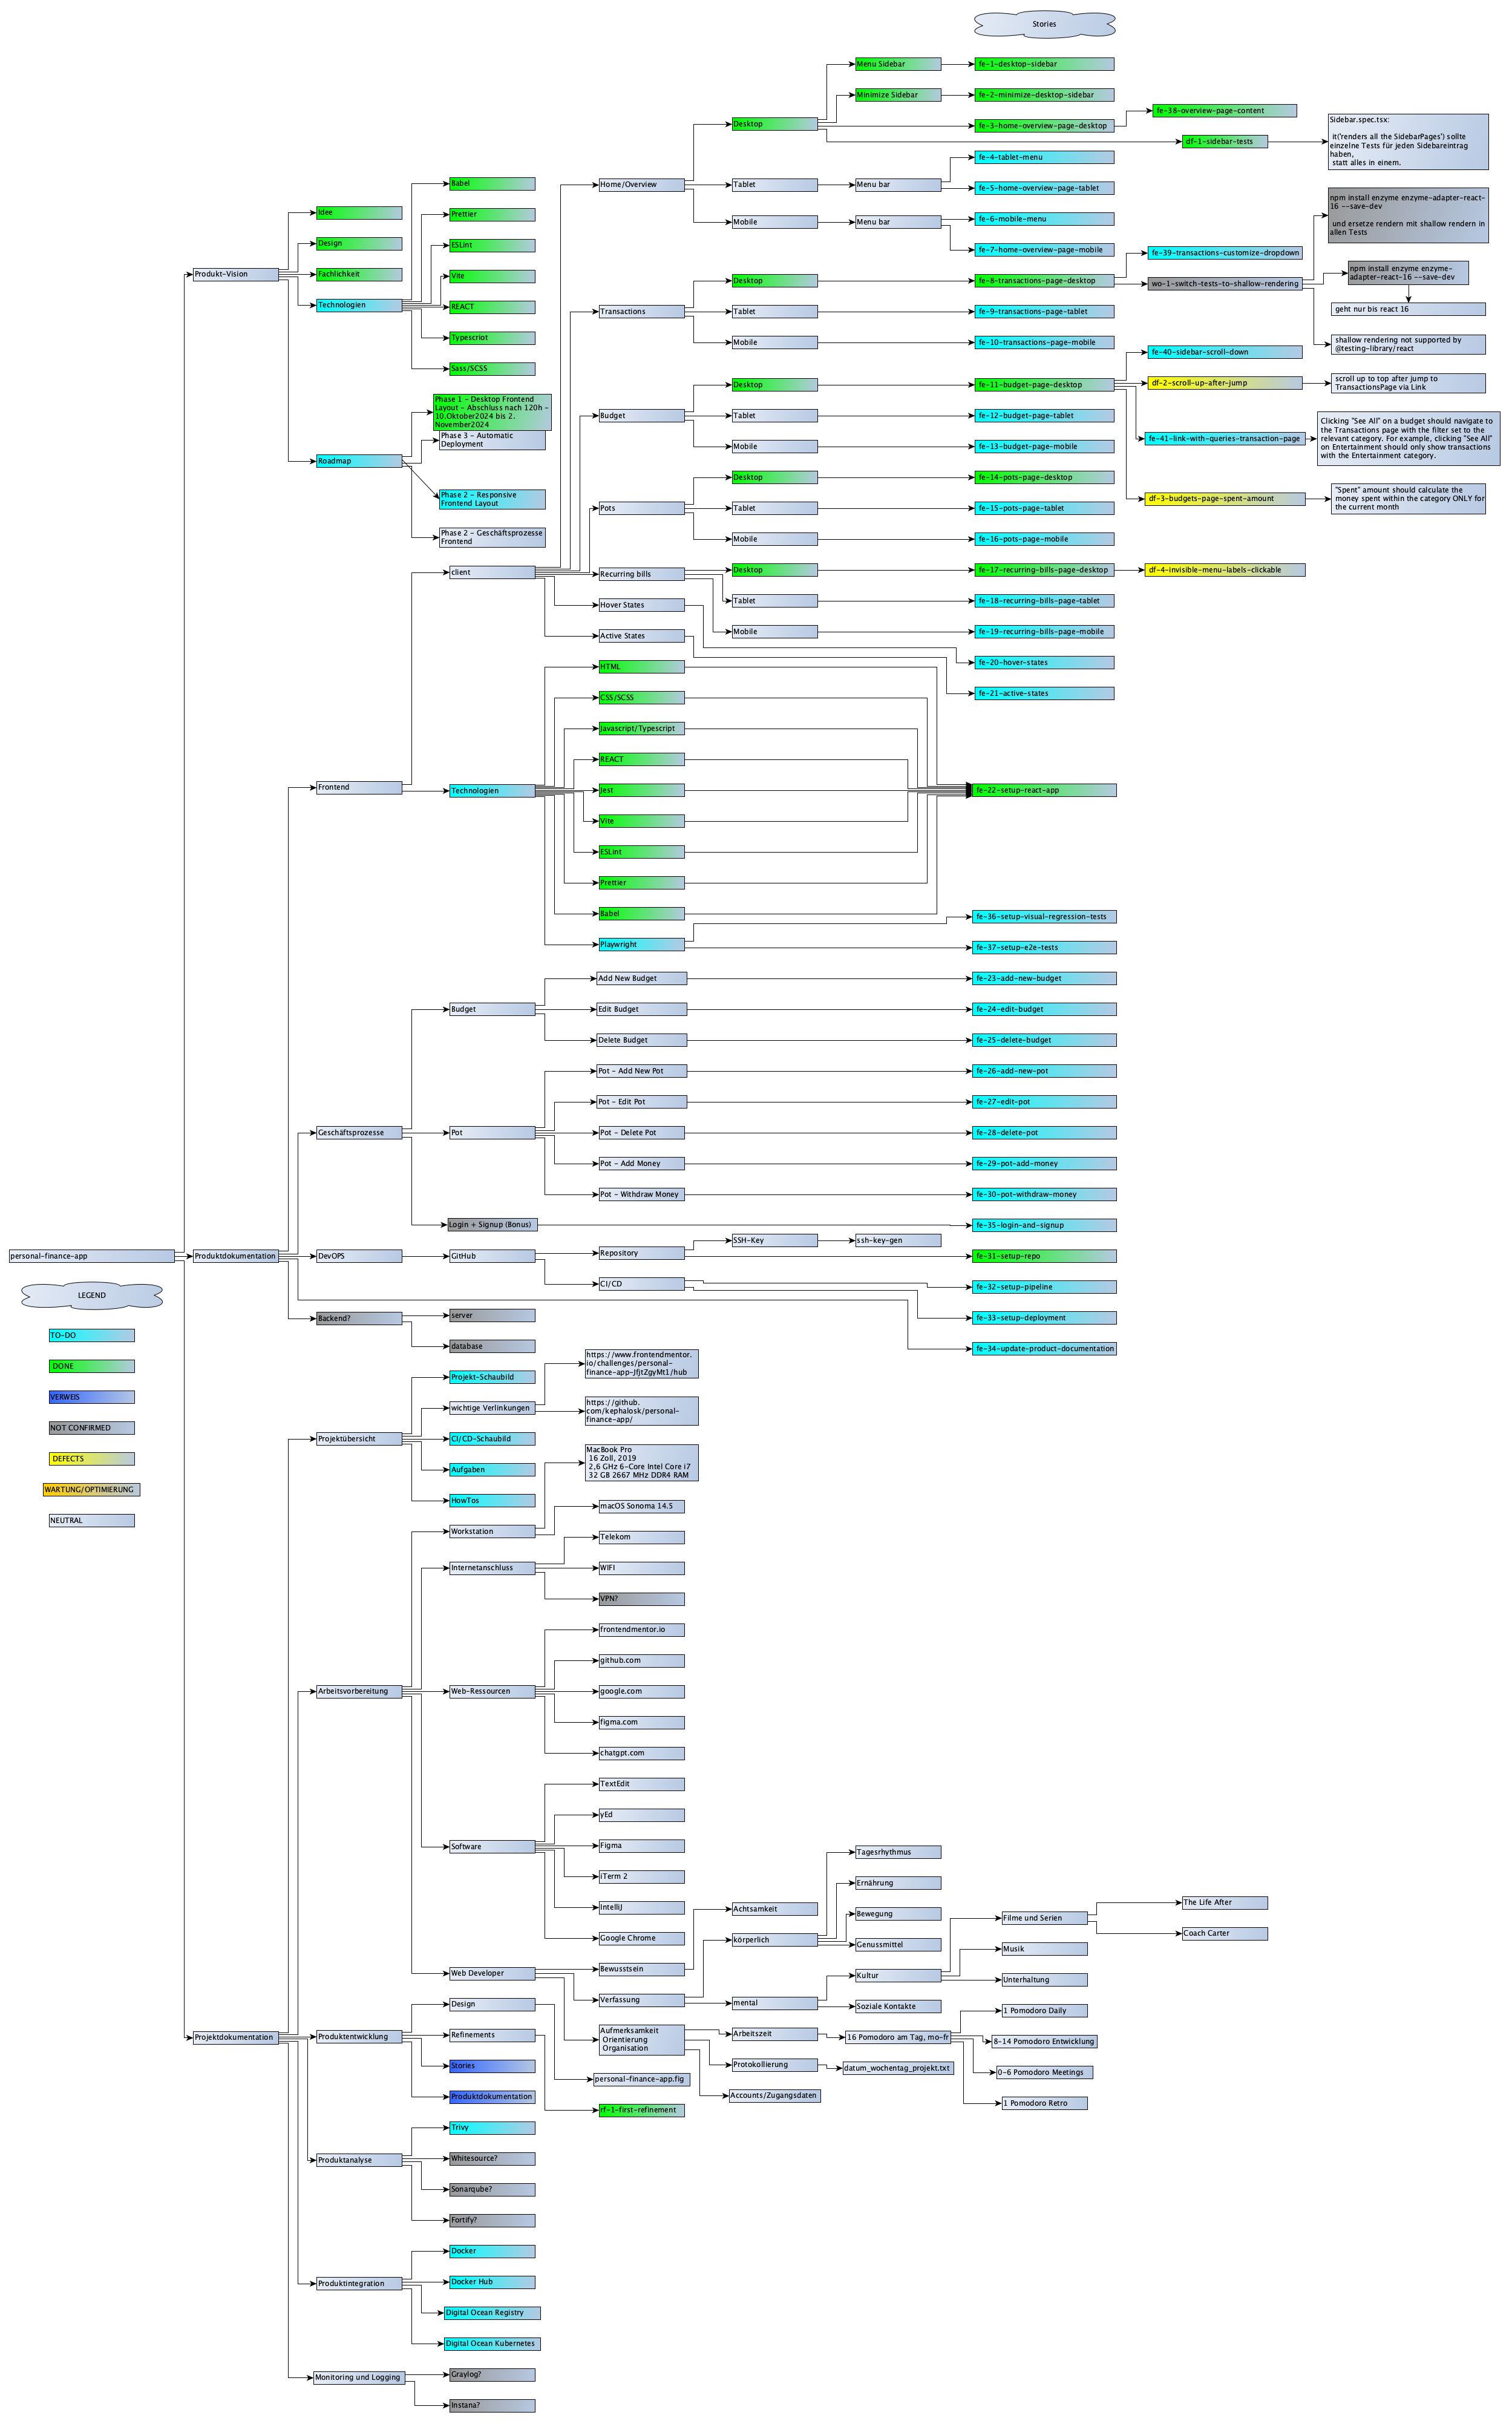 Stories
Menu Sidebar
fe-1-desktop-sidebar
Minimize Sidebar
fe-2-minimize-desktop-sidebar
fe-38-overview-page-content
Desktop
fe-3-home-overview-page-desktop
df-1-sidebar-tests
Sidebar.spec.tsx:
it('renders all the SidebarPages') sollte
einzelne Tests für jeden Sidebareintrag
haben,
statt alles in einem.
fe-4-tablet-menu
Home/Overview
Tablet
Menu bar
fe-5-home-overview-page-tablet
Mobile
Menu bar
fe-6-mobile-menu
fe-7-home-overview-page-mobile
npm install enzyme enzyme-adapter-react-
16 --save-dev
und ersetze rendern mit shallow rendern in
allen Tests
Babel
Prettier
ESLint
Vite
REACT
Typescriot
Sass/SCSS
Idee
Design
Fachlichkeit
Technologien
Produkt-Vision
fe-39-transactions-customize-dropdown
Desktop
fe-8-transactions-page-desktop
wo-1-switch-tests-to-shallow-rendering
npm install enzyme enzyme-
adapter-react-16 --save-dev
geht nur bis react 16
Transactions
Tablet
fe-9-transactions-page-tablet
Mobile
fe-10-transactions-page-mobile
shallow rendering not supported by
@testing-library/react
fe-40-sidebar-scroll-down
Desktop
fe-11-budget-page-desktop
df-2-scroll-up-after-jump
scroll up to top after jump to
TransactionsPage via Link
Phase 1 - Desktop Frontend
Layout - Abschluss nach 120h -
10.Oktober2024 bis 2.
November2024
Phase 3 - Automatic
Deployment
Roadmap
Phase 2 - Responsive
Frontend Layout
Phase 2 - Geschäftsprozesse
Frontend
Budget
Tablet
fe-12-budget-page-tablet
Mobile
fe-13-budget-page-mobile
fe-41-link-with-queries-transaction-page
Clicking "See All" on a budget should navigate to
the Transactions page with the filter set to the
relevant category. For example, clicking "See All"
on Entertainment should only show transactions
with the Entertainment category.
Desktop
fe-14-pots-page-desktop
df-3-budgets-page-spent-amount
"Spent" amount should calculate the
money spent within the category ONLY for
the current month
Pots
Tablet
fe-15-pots-page-tablet
Mobile
fe-16-pots-page-mobile
client
Recurring bills
Desktop
fe-17-recurring-bills-page-desktop
df-4-invisible-menu-labels-clickable
Hover States
Tablet
fe-18-recurring-bills-page-tablet
Active States
Mobile
fe-19-recurring-bills-page-mobile
fe-20-hover-states
fe-21-active-states
HTML
CSS/SCSS
Javascript/Typescript
REACT
Frontend
Technologien
Jest
fe-22-setup-react-app
Vite
ESLint
Prettier
Babel
fe-36-setup-visual-regression-tests
Playwright
fe-37-setup-e2e-tests
Add New Budget
fe-23-add-new-budget
Budget
Edit Budget
fe-24-edit-budget
Delete Budget
fe-25-delete-budget
Pot - Add New Pot
fe-26-add-new-pot
Pot - Edit Pot
fe-27-edit-pot
Geschäftsprozesse
Pot
Pot - Delete Pot
fe-28-delete-pot
Pot - Add Money
fe-29-pot-add-money
Pot - Withdraw Money
fe-30-pot-withdraw-money
Login + Signup (Bonus)
fe-35-login-and-signup
SSH-Key
ssh-key-gen
personal-finance-app
Produktdokumentation
DevOPS
GitHub
Repository
fe-31-setup-repo
CI/CD
fe-32-setup-pipeline
Backend?
server
database
fe-33-setup-deployment
fe-34-update-product-documentation
LEGEND
TO-DO
DONE
VERWEIS
NOT CONFIRMED
DEFECTS
WARTUNG/OPTIMIERUNG
NEUTRAL
https://www.frontendmentor.
io/challenges/personal-
finance-app-JfjtZgyMt1/hub
Projekt-Schaubild
wichtige Verlinkungen
https://github.
com/kephalosk/personal-
finance-app/
Projektübersicht
CI/CD-Schaubild
Aufgaben
HowTos
MacBook Pro
16 Zoll, 2019
2,6 GHz 6-Core Intel Core i7
32 GB 2667 MHz DDR4 RAM
macOS Sonoma 14.5
Workstation
Telekom
Internetanschluss
WIFI
VPN?
frontendmentor.io
github.com
Arbeitsvorbereitung
Web-Ressourcen
google.com
figma.com
chatgpt.com
TextEdit
yEd
Software
Figma
iTerm 2
IntelliJ
Google Chrome
Tagesrhythmus
Ernährung
Achtsamkeit
Bewegung
körperlich
Genussmittel
Filme und Serien
The Life After
Coach Carter
Musik
Web Developer
Bewusstsein
Kultur
Unterhaltung
Verfassung
mental
Soziale Kontakte
Design
Aufmerksamkeit
Orientierung
Organisation
Arbeitszeit
16 Pomodoro am Tag, mo-fr
1 Pomodoro Daily
8-14 Pomodoro Entwicklung
0-6 Pomodoro Meetings
1 Pomodoro Retro
Projektdokumentation
Produktentwicklung
Refinements
Stories
Produktdokumentation
Protokollierung
datum_wochentag_projekt.txt
personal-finance-app.fig
Accounts/Zugangsdaten
rf-1-first-refinement
Trivy
Produktanalyse
Whitesource?
Sonarqube?
Fortify?
Docker
Produktintegration
Docker Hub
Digital Ocean Registry
Digital Ocean Kubernetes
Monitoring und Logging
Graylog?
Instana?